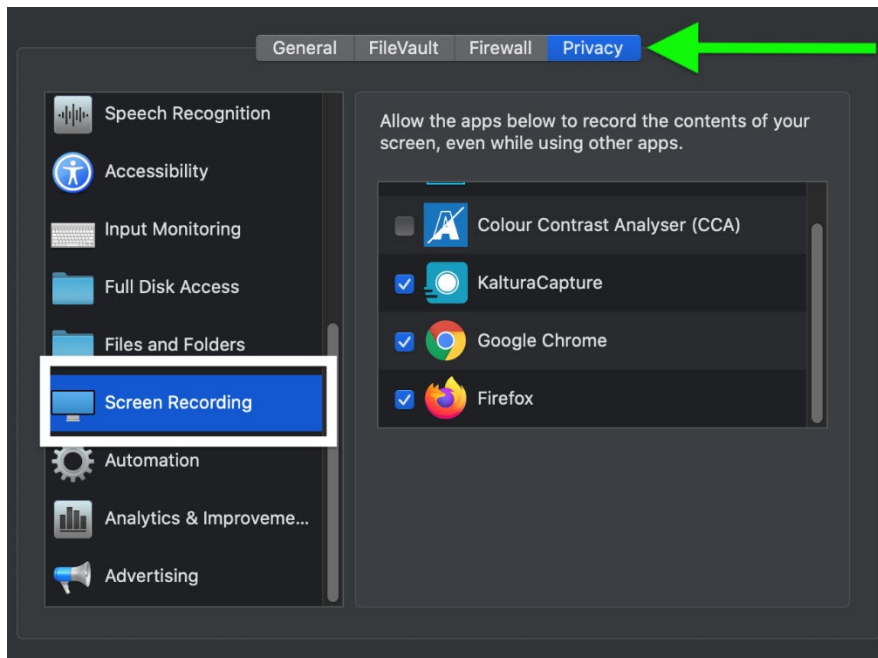 General FileVault Firewall Privacy
Speech Recognition
Accessibility
Input Monitoring
Full Disk Access
Files and Folders
Screen Recording
Automation
Analytics & Improveme...
Advertising
Allow the apps below to record the contents of your
screen, even while using other apps.
Colour Contrast Analyser (CCA)
KalturaCapture
Google Chrome
Firefox